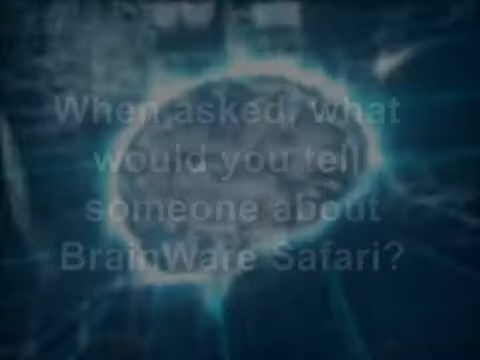 When asked, what
would you tell
someone about
BrainWare Safari?